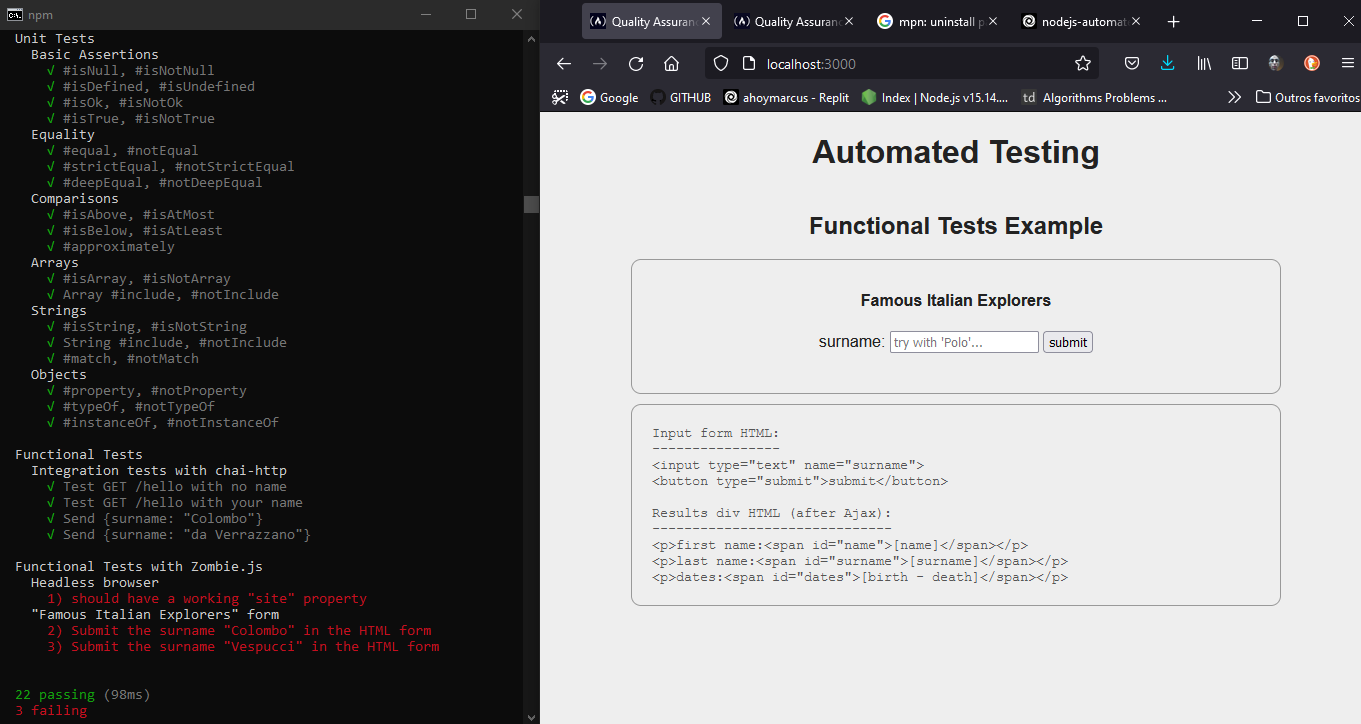 npm
Unit Tests
Basic Assertions
√ #isNull, #isNotNull
√ #isDefined, #isUndefined
√ #isOk, #isNotOk
√ #isTrue, #isNotTrue
Equality
√ #equal, #notEqual
√ #strictEqual, #notStrictEqual
√ #deepEqual, #notDeepEqual
Comparisons
√ #isAbove, #isAtMost
√ #isBelow, #isAtLeast
√ #approximately
Arrays
√ #isArray, #isNotArray
√ Array #include, #notInclude
Strings
√ #isString, #isNotString
√ String #include, #notInclude
√ #match, #notMatch
Objects
√ #property, #notProperty
√ #typeOf, #notTypeOf
√ #instanceOf, #notInstanceOf
Functional Tests
Integration tests with chai-http
√ Test GET /hello with no name
√ Test GET /hello with your name
√ Send {surname: "Colombo"}
√ Send {surname: "da Verrazzano"}
Functional Tests with Zombie.js
Headless browser
1) should have a working "site" property
"Famous Italian Explorers" form
2) Submit the surname "Colombo" in the HTML form
3) Submit the surname "Vespucci" in the HTML form
22 passing (98ms)
3 failing
Quality Assuranc Quality Assuranc mpn: uninstall p nodejs-automat
localhost:3000
Google GITHUB ahoymarcus - Replit Index | Node.js v15.14.... td Algorithms Problems ... Outros favoritos
Automated Testing
Functional Tests Example
Famous Italian Explorers
surname: try with 'Polo'... submit
Input form HTML:
----------------
<input type="text" name="surname">
<button type="submit">submit</button>
Results div HTML (after Ajax):
------------------------------
<p>first name:<span id="name">[name]</span></p>
<p>last name:<span id="surname">[surname]</span></p>
<p>dates:<span id="dates">[birth - death]</span></p>